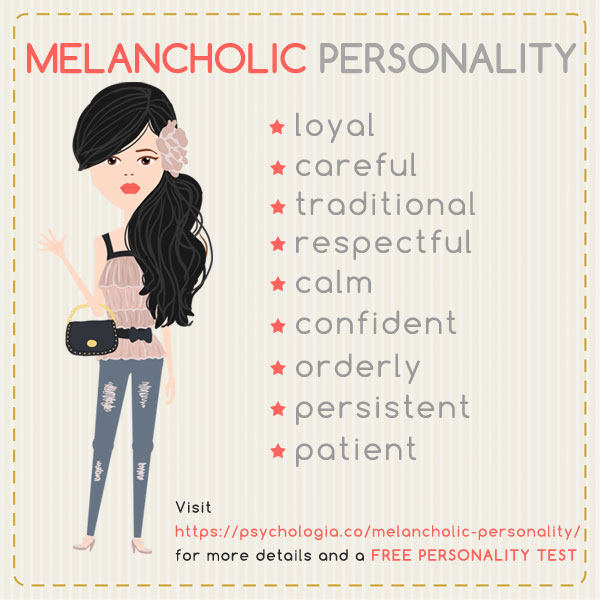 MELANCHOLIC PERSONALITY
loyal
careful
traditional
respectful
calm
confident
orderly
persistent
patient
Visit
https://psychologia.co/melancholic-personality/
for more details and a FREE PERSONALITY TEST